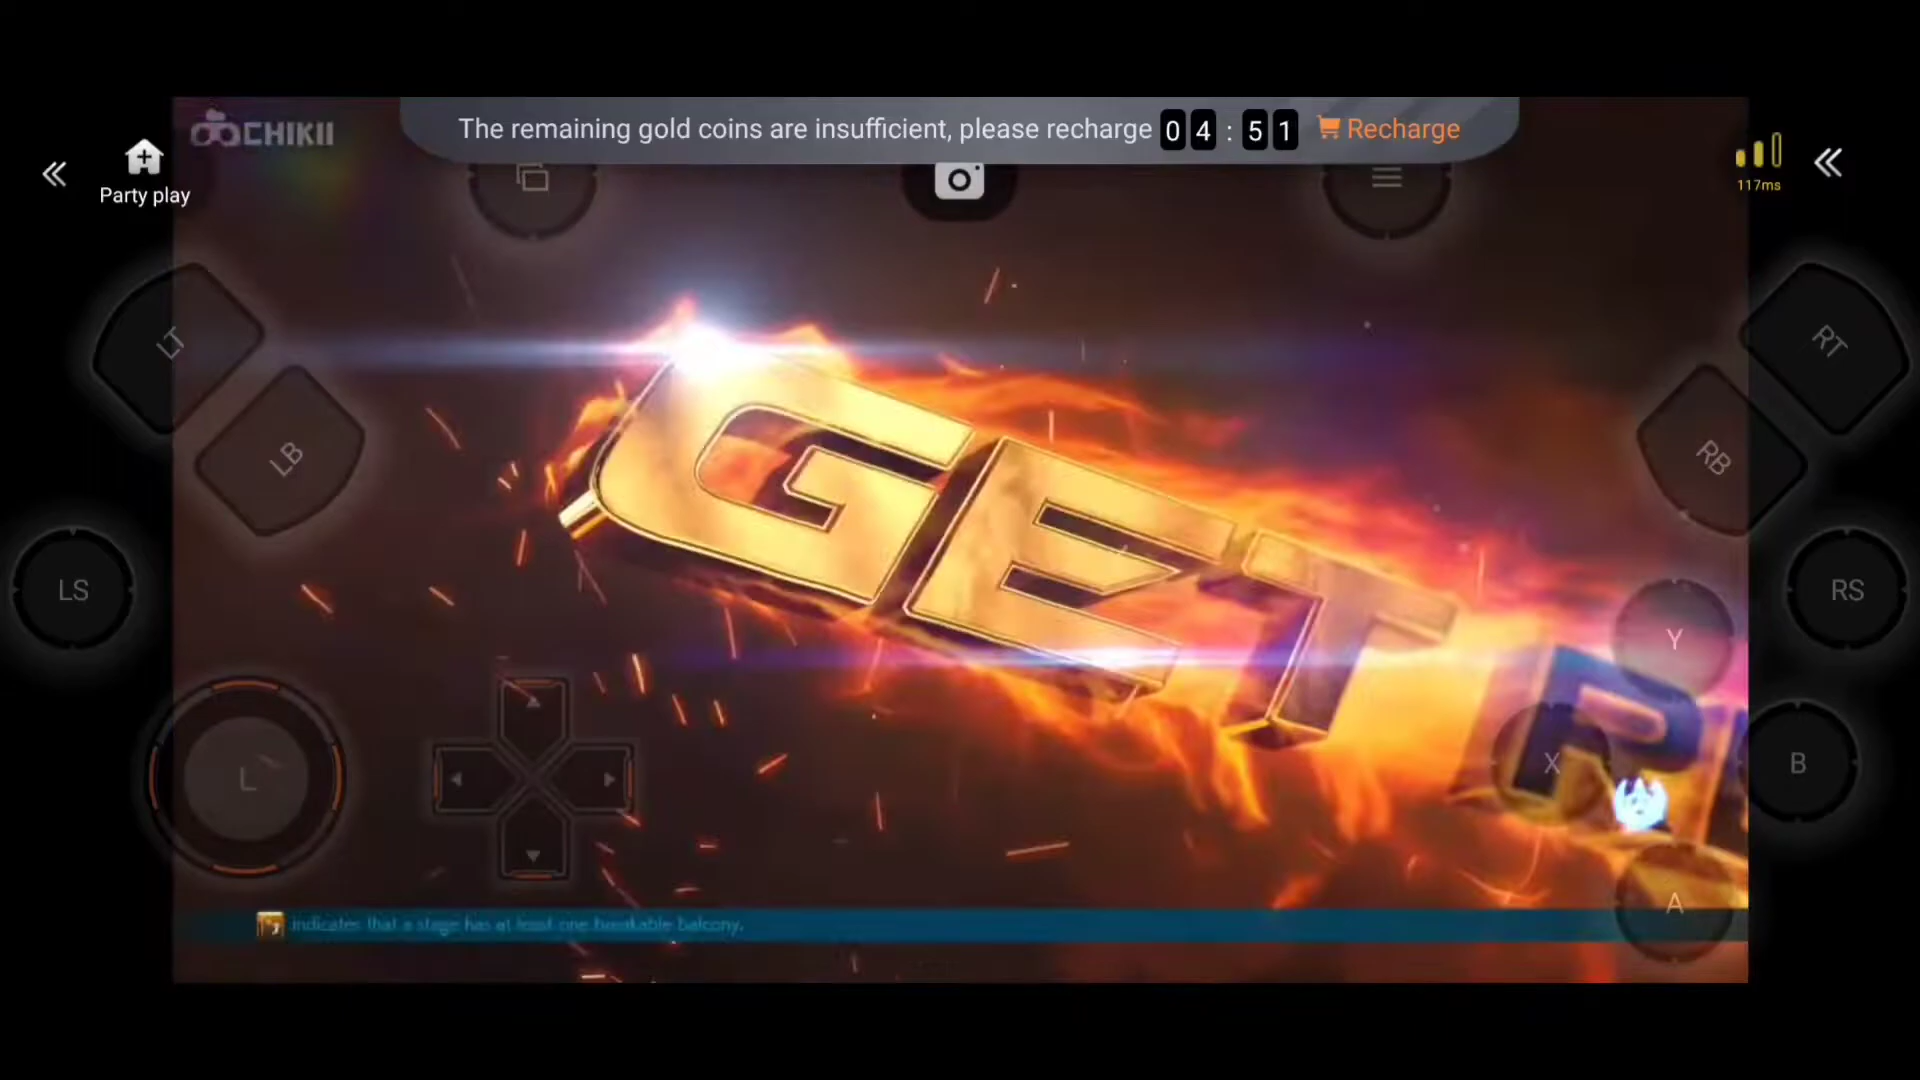 CHIKII
The remaining gold coins are insufficient, please recharge 04:51 Recharge
Party play
117ms
LT
RT
LB
RB
GET
LS
RS
Y
L
X
B
A
indicates that a stage has at least one breakable balcony.